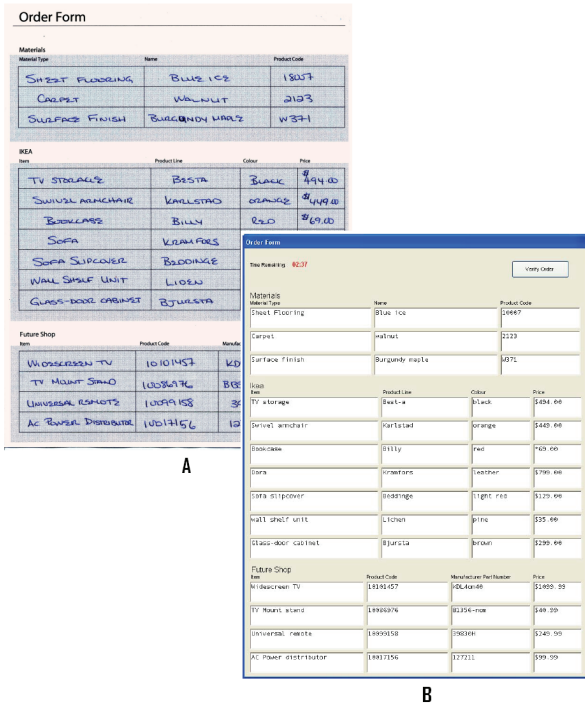 Order Form
Materials
Material Type Name Product Code
SHEET FLOORING BLUE ICE 18007
CARPET WALNUT 2123
SURFACE FINISH BURGUNDY MAPLE W371
IKEA
Item Product Line Colour Price
TV STORAGE BESTA BLACK $494.00
SWIVEL ARMCHAIR KARLSTAD ORANGE $449.00
BOOKCASE BILLY RED $69.00
SOFA KRAMFORS
SOFA SLIPCOVER BEDDINGE
WALL SHELF UNIT LIDEN
GLASS-DOOR CABINET BJURSTA
Future Shop
Item Product Code
WIDESCREEN TV 10101457 KD
TV MOUNT STAND 10086976
UNIVERSAL REMOTE 10099158
AC POWER DISTRIBUTOR 10017156 12
A
Order Form
Time Remaining 02:37 Verify Order
Materials
Material Type Name Product Code
Sheet Flooring Blue ice 10007
Carpet walnut 2123
Surface finish Burgundy maple W371
Ikea
Item Product Line Colour Price
TV storage Best-a black $494.00
Swivel armchair Karlstad orange $449.00
Bookcase Billy red *69.00
Kramfors leather $799.00
Sofa slipcover Beddinge light red $129.00
wall shelf unit Lichen pine $35.00
Glass-door cabinet Bjursta brown $299.00
Future Shop
Item Product Code Manufacturer Part Number Price
Widescreen TV 10101457 KDL4on40 $1099.99
TV Mount stand 10086976 $40.99
Universal remote 10099158 39830H $249.99
AC Power distributor 10017156 127211 $99.99
B